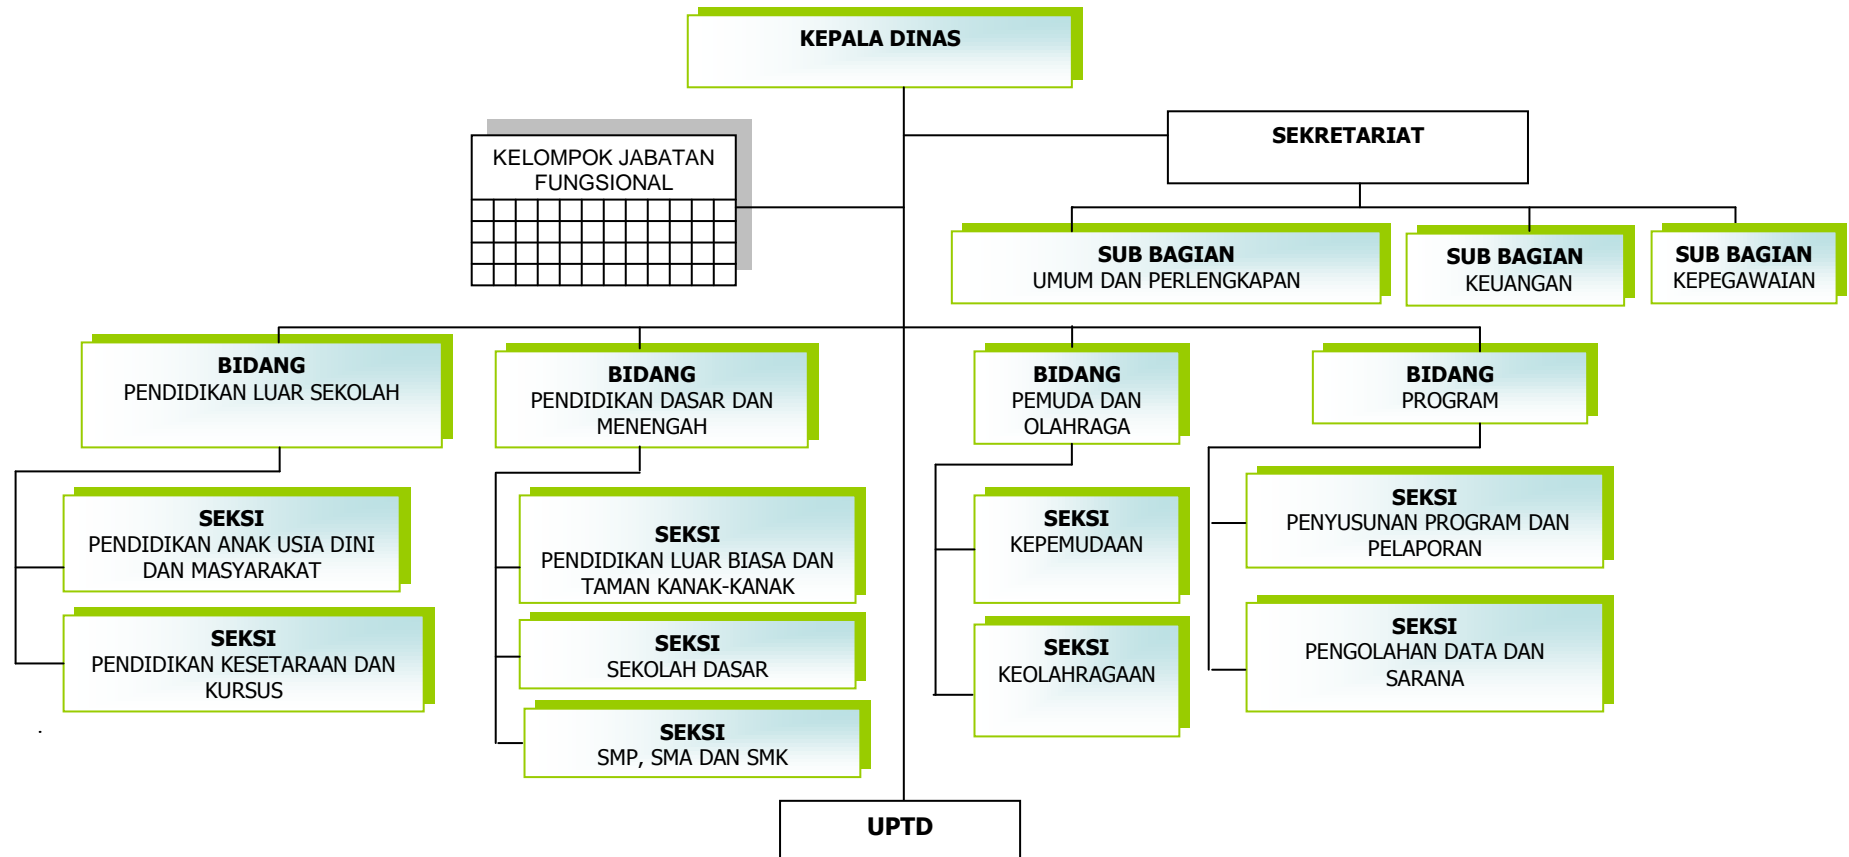 KEPALA DINAS
SEKRETARIAT
KELOMPOK JABATAN
FUNGSIONAL
SUB BAGIAN
UMUM DAN PERLENGKAPAN
SUB BAGIAN
KEUANGAN
SUB BAGIAN
KEPEGAWAIAN
BIDANG
PENDIDIKAN LUAR SEKOLAH
BIDANG
PENDIDIKAN DASAR DAN
MENENGAH
BIDANG
PEMUDA DAN
OLAHRAGA
BIDANG
PROGRAM
SEKSI
PENDIDIKAN ANAK USIA DINI
DAN MASYARAKAT
SEKSI
PENDIDIKAN KESETARAAN DAN
KURSUS
.
SEKSI
PENDIDIKAN LUAR BIASA DAN
TAMAN KANAK-KANAK
SEKSI
SEKOLAH DASAR
SEKSI
SMP, SMA DAN SMK
SEKSI
KEPEMUDAAN
SEKSI
KEOLAHRAGAAN
SEKSI
PENYUSUNAN PROGRAM DAN
PELAPORAN
SEKSI
PENGOLAHAN DATA DAN
SARANA
UPTD